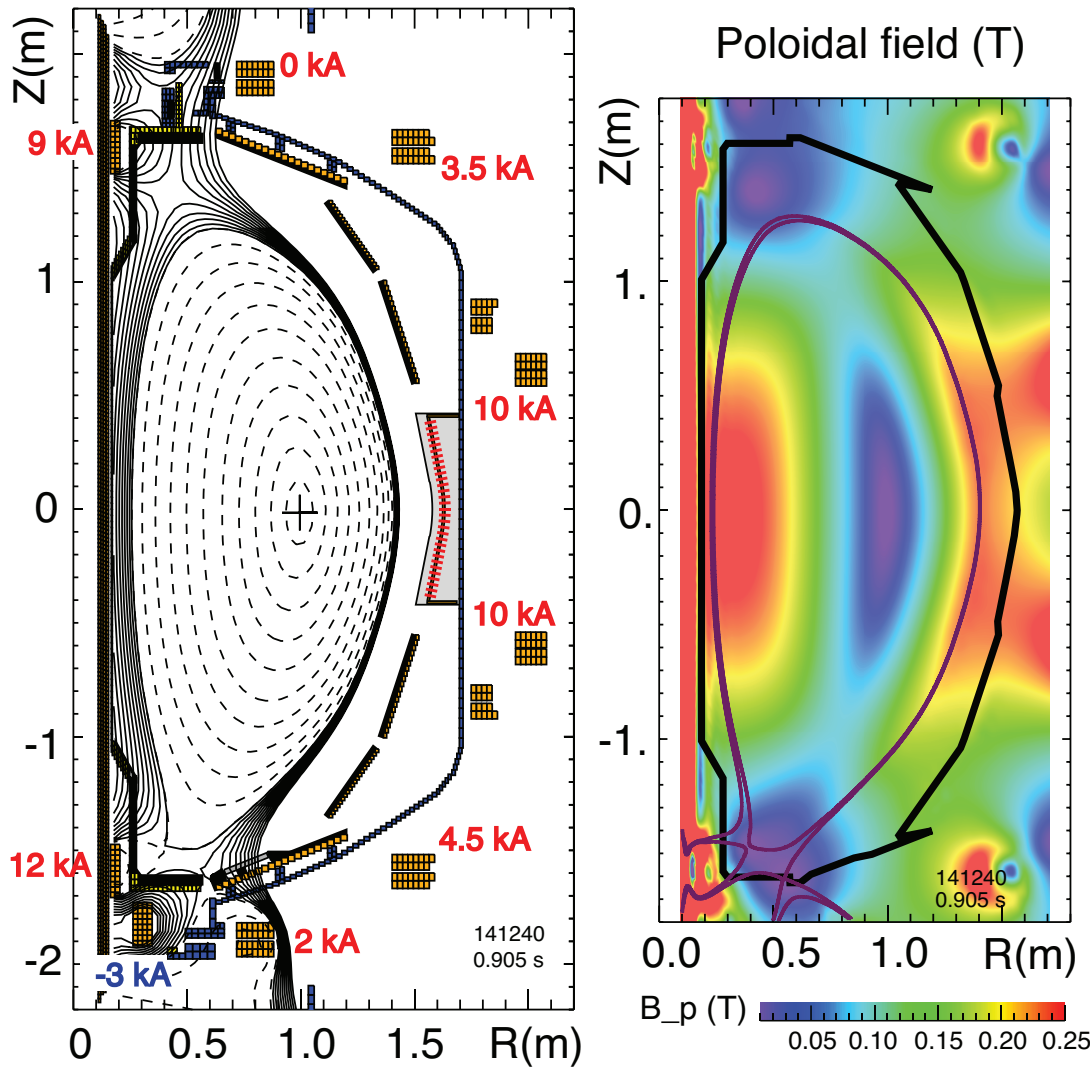 Z(m)
0 kA
9 kA
3.5 kA
1
10 kA
0
10 kA
-1
12 kA
4.5 kA
2 kA
-3 kA
141240
0.905 s
-2
0
0.5
1.0
1.5
R(m)
Poloidal field (T)
Z(m)
1.
0.
-1.
141240
0.905 s
0.0
0.5
1.0
R(m)
B_p (T)
0.05
0.10
0.15
0.20
0.25